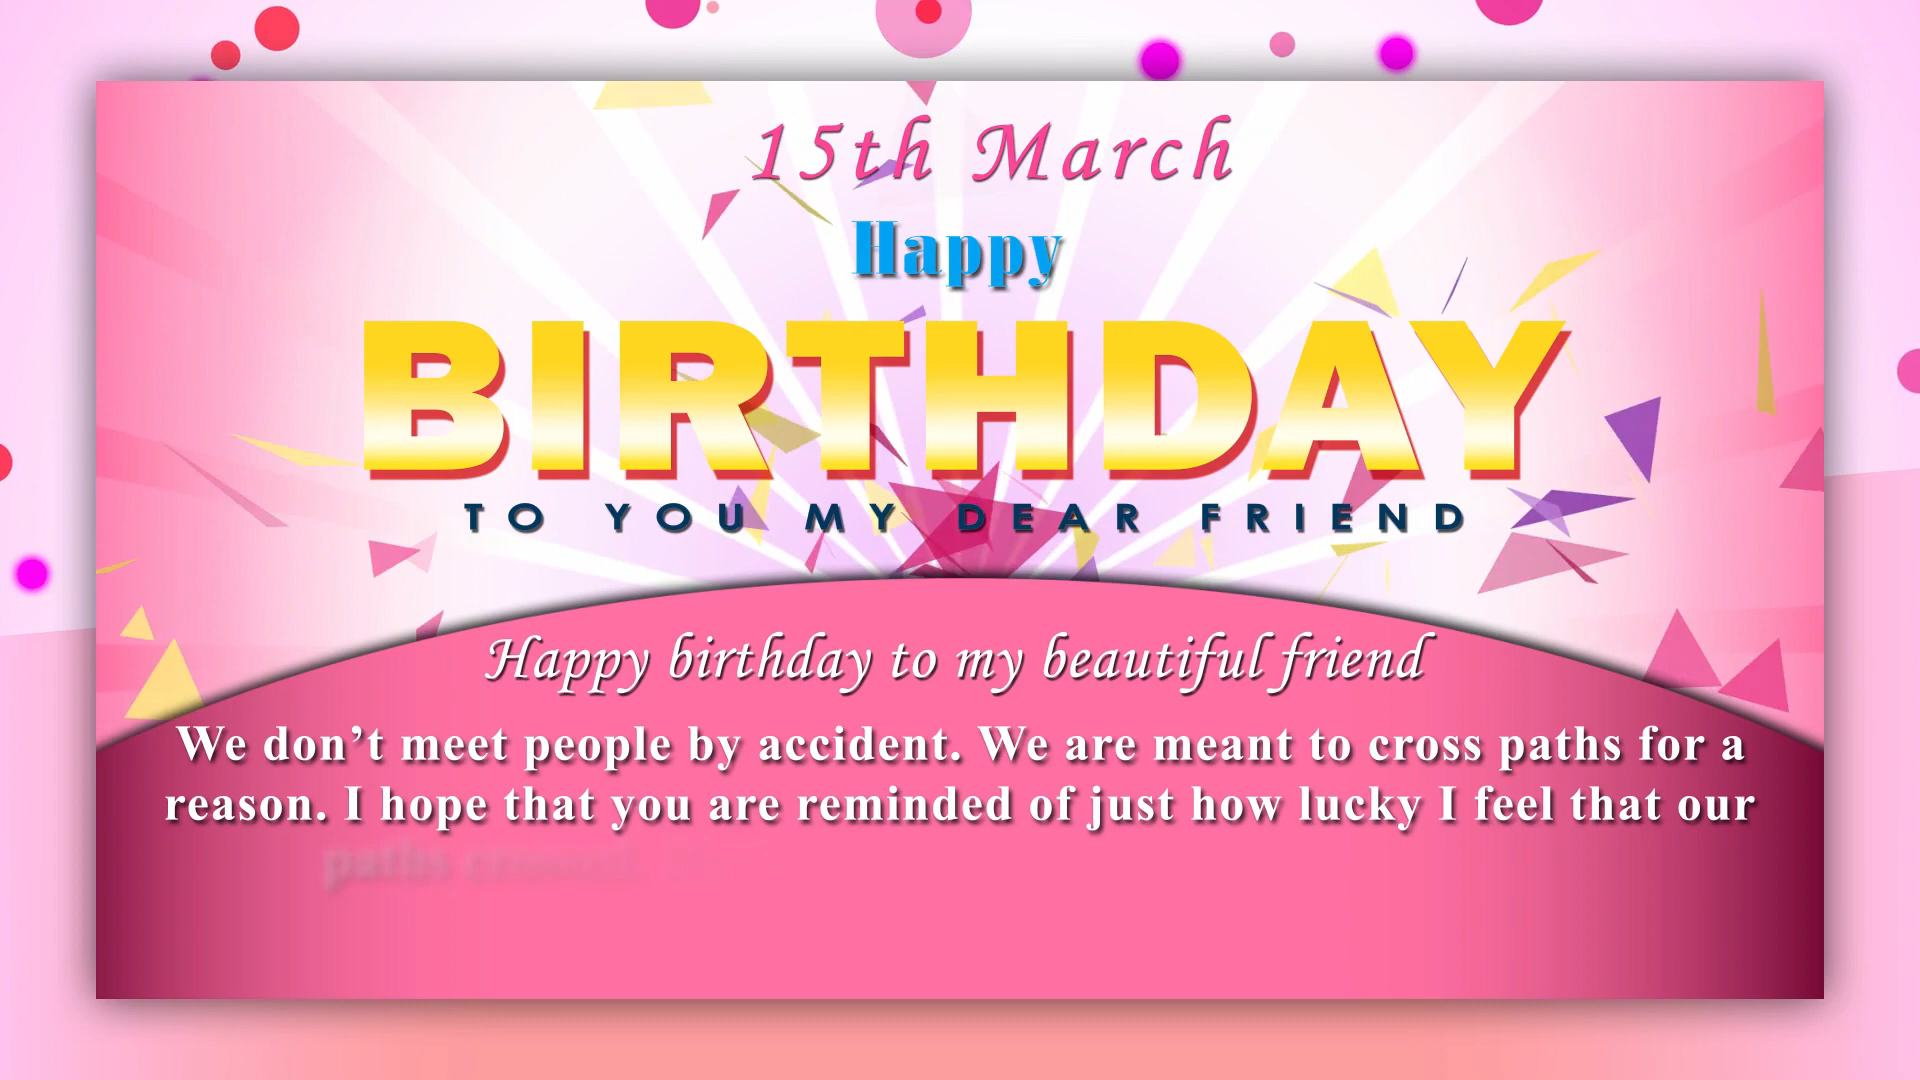 15th March
Happy
BIRTHDAY
TO YOU MY DEAR FRIEND
Happy birthday to my beautiful friend
We don’t meet people by accident. We are meant to cross paths for a
reason. I hope that you are reminded of just how lucky I feel that our
paths